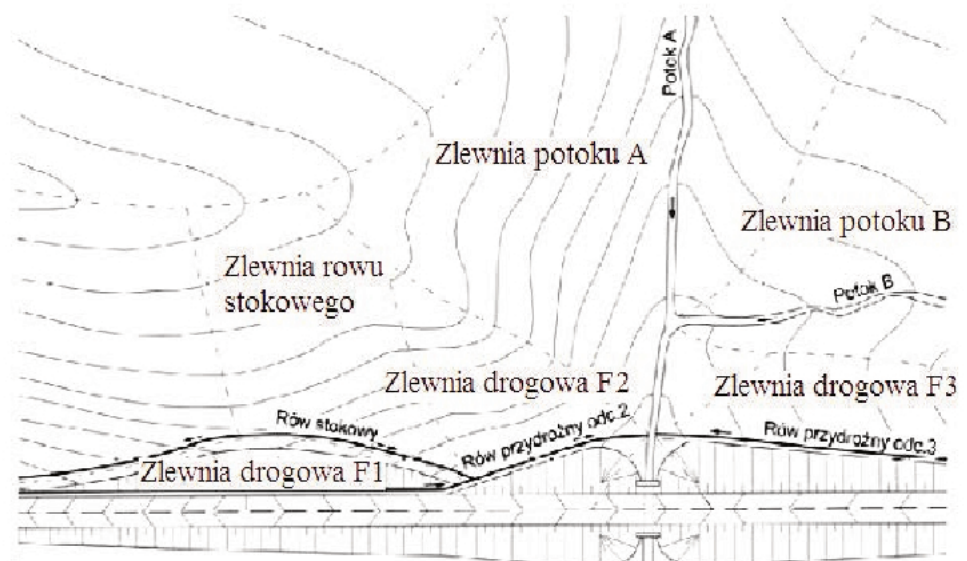 Potok A
Zlewnia potoku A
Zlewnia potoku B
Zlewnia rowu
stokowego
Potok B
Zlewnia drogowa F2
Zlewnia drogowa F3
Rów stokowy
Rów przydrożny odc.2
Rów przydrożny odc.3
Zlewnia drogowa F1